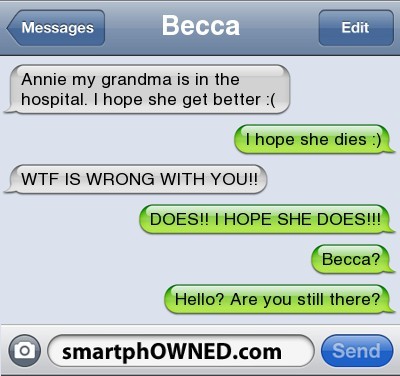 Messages
Becca
Edit
Annie my grandma is in the
hospital. I hope she get better :(
I hope she dies :)
WTF IS WRONG WITH YOU!!
DOES!! I HOPE SHE DOES!!!
Becca?
Hello? Are you still there?
smartphOWNED.com
Send